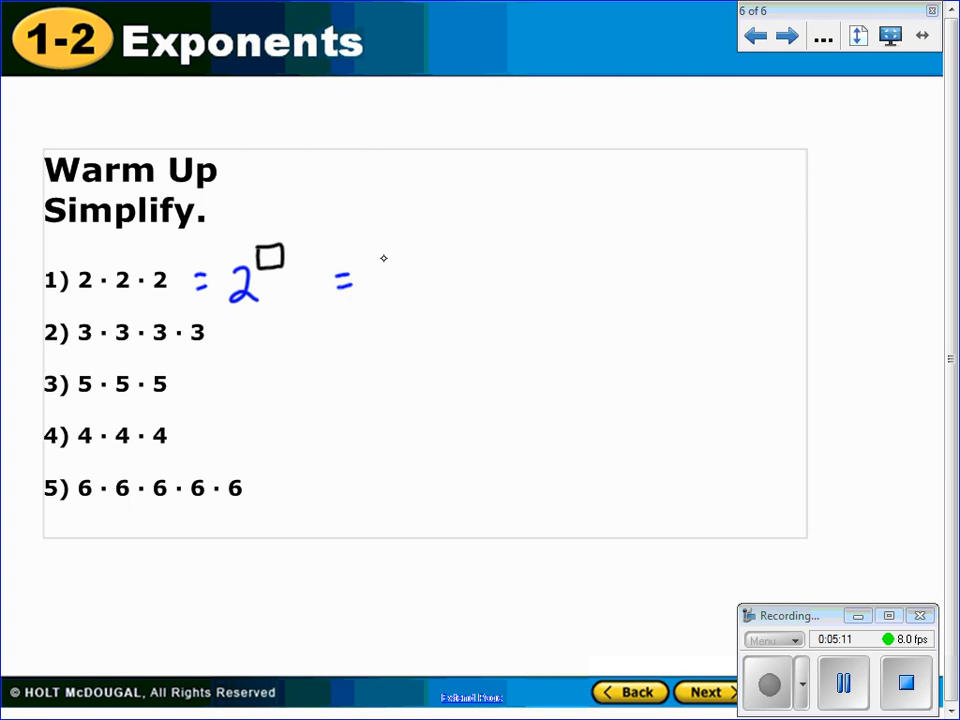 1-2 Exponents
6 of 6
...
Warm Up
Simplify.
1) 2 · 2 · 2 = 2□ =
2) 3 · 3 · 3 · 3
3) 5 · 5 · 5
4) 4 · 4 · 4
5) 6 · 6 · 6 · 6 · 6
Recording...
Menu 0:05:11 8.0 fps
© HOLT McDOUGAL, All Rights Reserved
Back Next